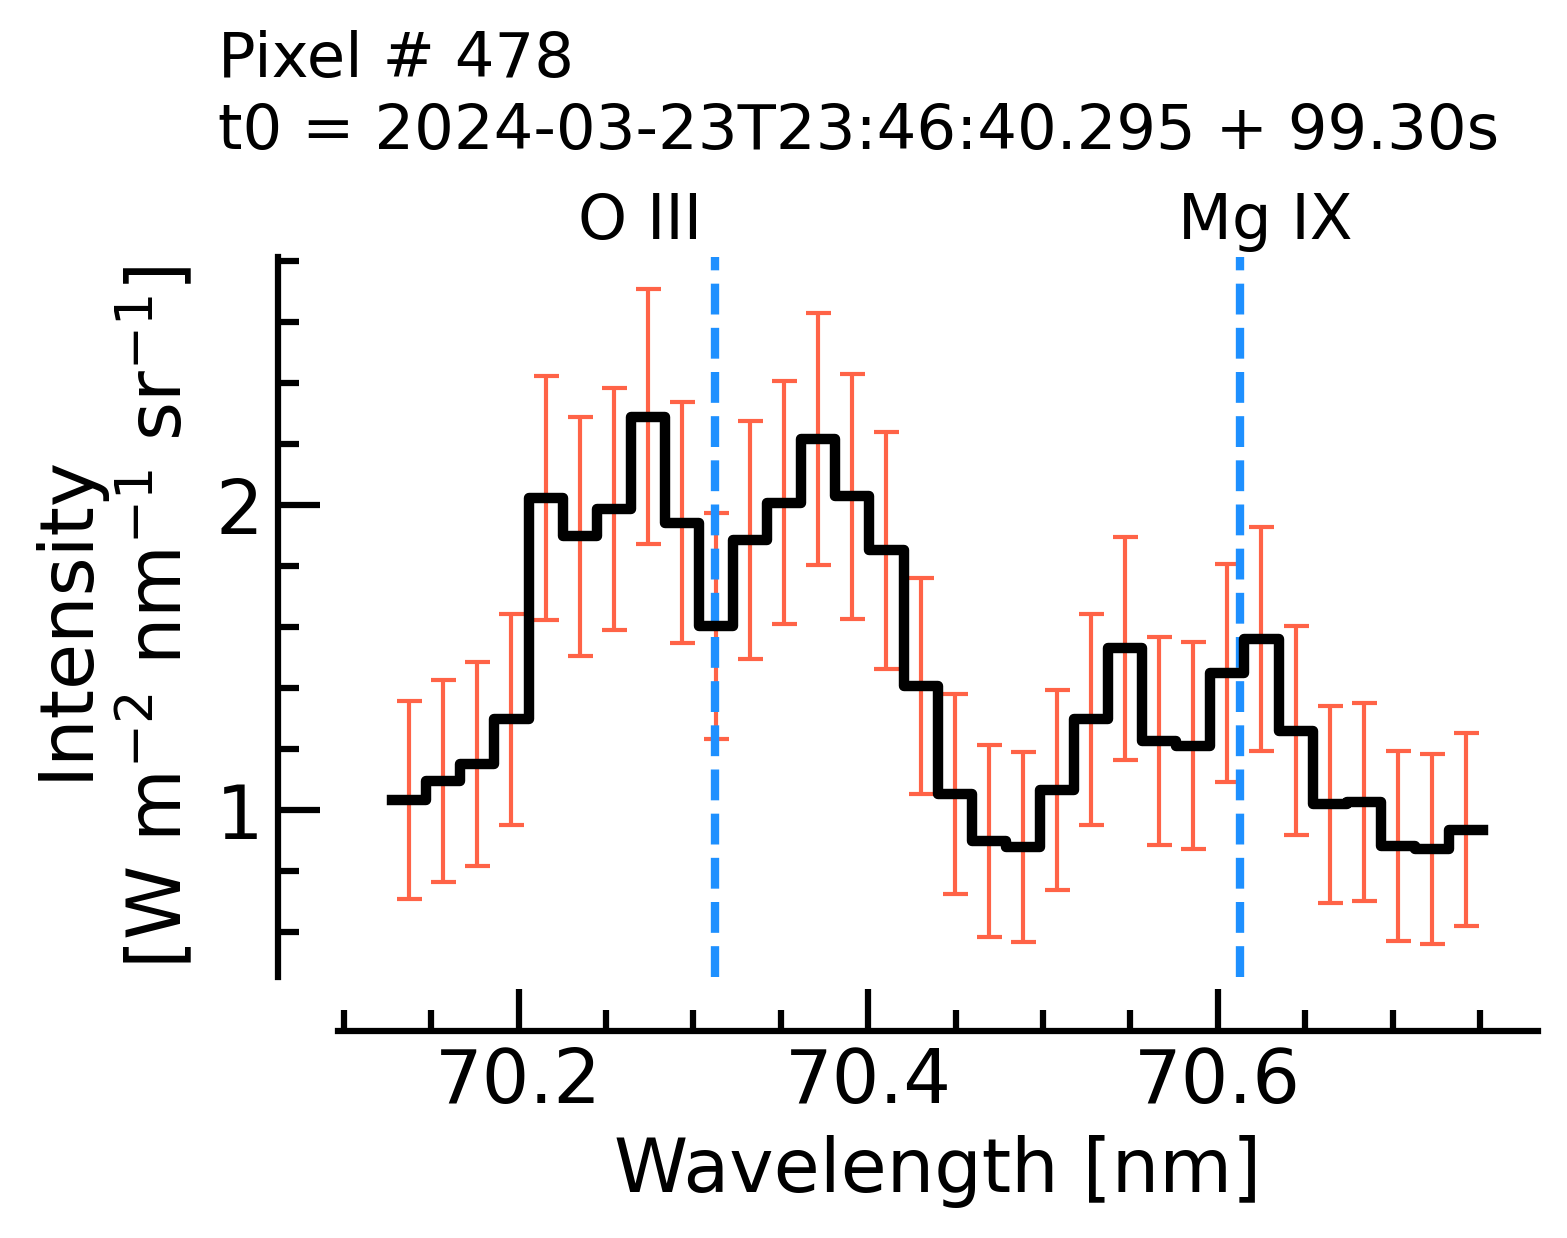 Pixel # 478
t0 = 2024-03-23T23:46:40.295 + 99.30s
O III
Mg IX
Intensity
[W m⁻² nm⁻¹ sr⁻¹]
2
1
70.2
70.4
70.6
Wavelength [nm]